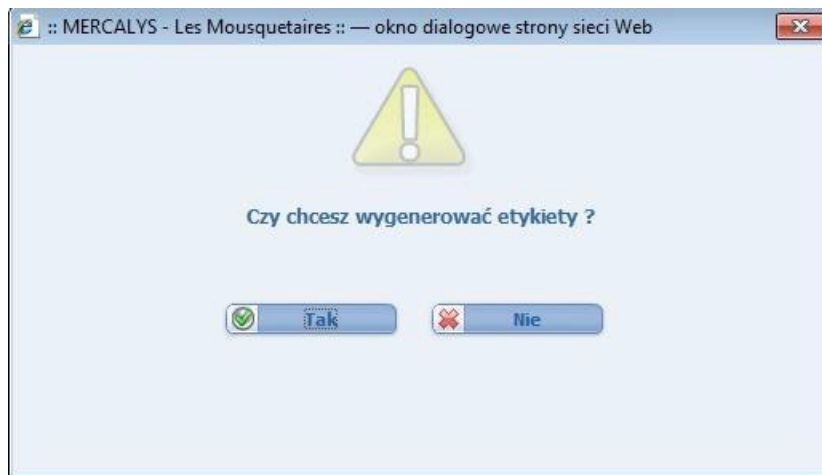 :: MERCALYS - Les Mousquetaires :: — okno dialogowe strony sieci Web
Czy chcesz wygenerować etykiety ?
Tak
Nie